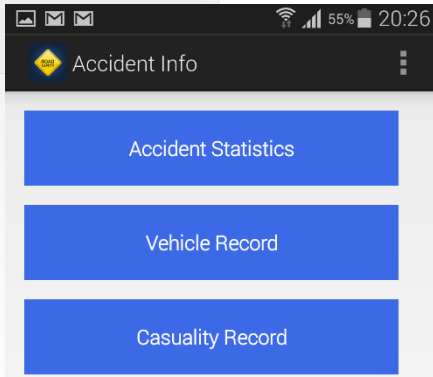 55% 20:26
Accident Info
Accident Statistics
Vehicle Record
Casuality Record